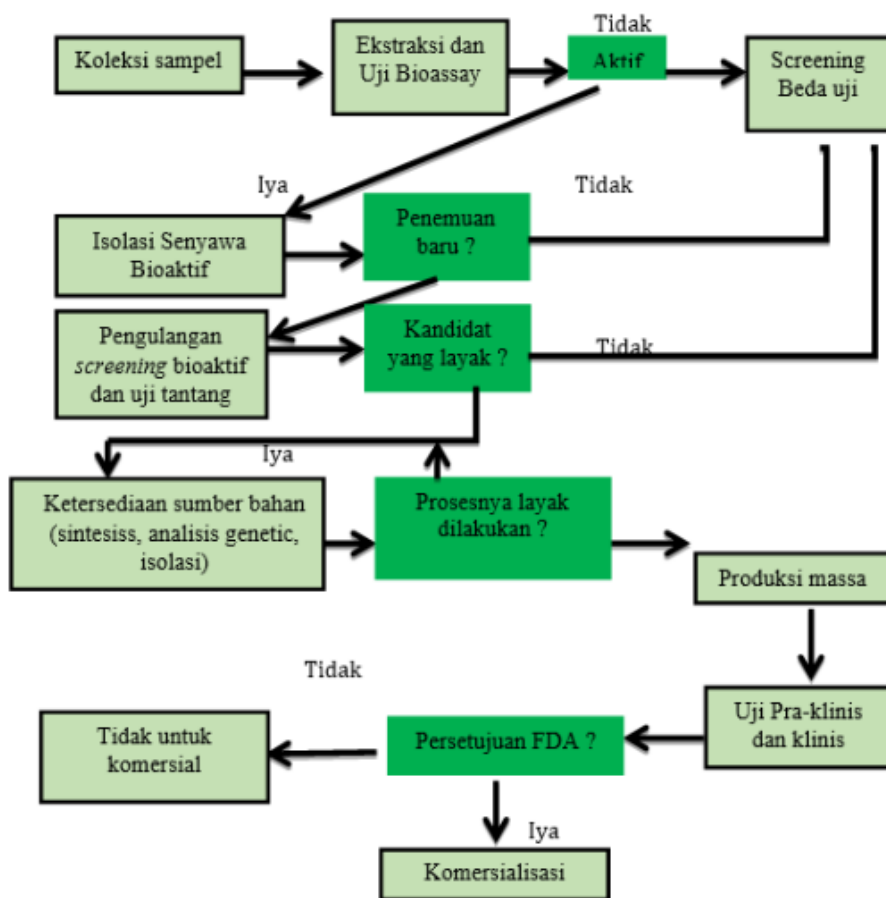 Tidak
Koleksi sampel
Ekstraksi dan
Uji Bioassay
Aktif
Screening
Beda uji
Iya
Tidak
Isolasi Senyawa
Bioaktif
Penemuan
baru ?
Pengulangan
screening bioaktif
dan uji tantang
Kandidat
yang layak ?
Tidak
Iya
Ketersediaan sumber bahan
(sintesiss, analisis genetic,
isolasi)
Prosesnya layak
dilakukan ?
Produksi massa
Tidak
Tidak untuk
komersial
Persetujuan FDA ?
Uji Pra-klinis
dan klinis
Iya
Komersialisasi